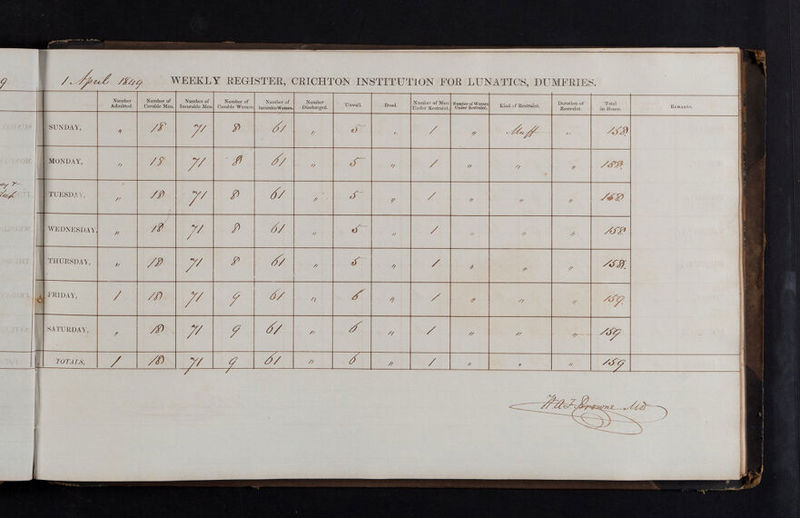 1 April 1849 WEEKLY REGISTER, CRICHTON INSTITUTION FOR LUNATICS, DUMFRIES.
Number Admitted. Number of Curable Men. Number of Incurable Men. Number of Curable Women. Number of Incurable Women. Number Discharged. Unwell. Dead. Number of Men Under Restraint. Number of Women Under Restraint. Kind of Restraint. Duration of Restraint. Total in House. REMARKS.
SUNDAY, " 18 71 8 61 " 5 " 1 " Muff " 158
MONDAY, " 18 71 8 61 " 5 " 1 " " " 158
TUESDAY, " 18 71 8 61 " 5 " 1 " " " 158
WEDNESDAY, " 18 71 8 61 " 5 " 1 " " " 158
THURSDAY, " 18 71 8 61 " 5 " 1 " " " 158
FRIDAY, 1 18 71 9 61 " 6 " 1 " " " 159
SATURDAY, " 18 71 9 61 " 6 " 1 " " " 159
TOTALS, 1 18 71 9 61 " 6 " 1 " " " 159
W.A.F. Browne MD